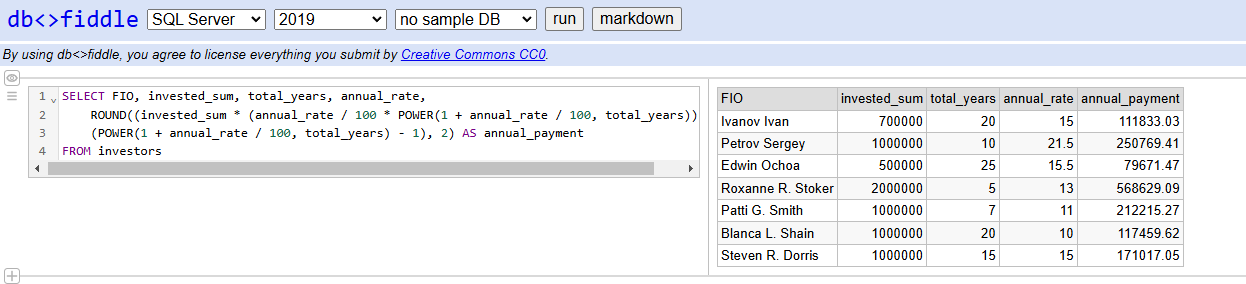 db<>fiddle SQL Server 2019 no sample DB run markdown
By using db<>fiddle, you agree to license everything you submit by Creative Commons CC0.
1 SELECT FIO, invested_sum, total_years, annual_rate,
2 ROUND((invested_sum * (annual_rate / 100 * POWER(1 + annual_rate / 100, total_years))
3 (POWER(1 + annual_rate / 100, total_years) - 1), 2) AS annual_payment
4 FROM investors
FIO invested_sum total_years annual_rate annual_payment
Ivanov Ivan 700000 20 15 111833.03
Petrov Sergey 1000000 10 21.5 250769.41
Edwin Ochoa 500000 25 15.5 79671.47
Roxanne R. Stoker 2000000 5 13 568629.09
Patti G. Smith 1000000 7 11 212215.27
Blanca L. Shain 1000000 20 10 117459.62
Steven R. Dorris 1000000 15 15 171017.05